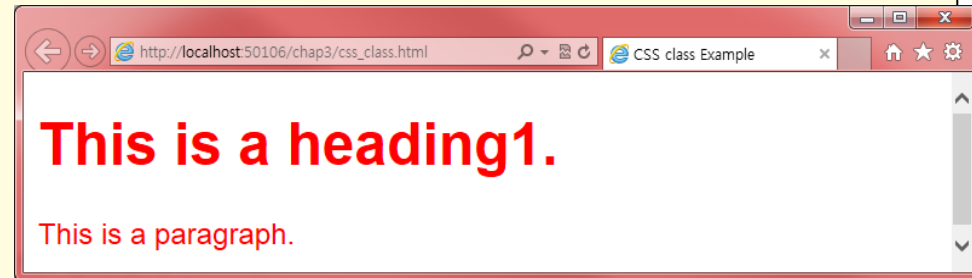 http://localhost:50106/chap3/css_class.html CSS class Example
This is a heading1.
This is a paragraph.